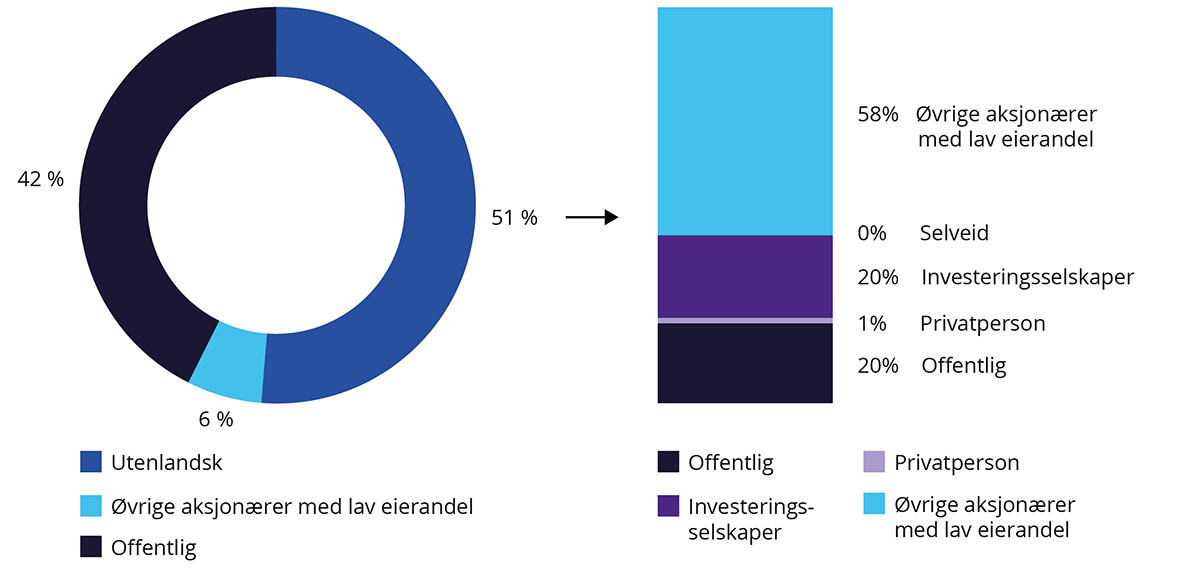 42 %
51 %
6 %
Utenlandsk
Øvrige aksjonærer med lav eierandel
Offentlig
58% Øvrige aksjonærer
med lav eierandel
0% Selveid
20% Investeringsselskaper
1% Privatperson
20% Offentlig
Offentlig
Investerings-
selskaper
Privatperson
Øvrige aksjonærer
med lav eierandel